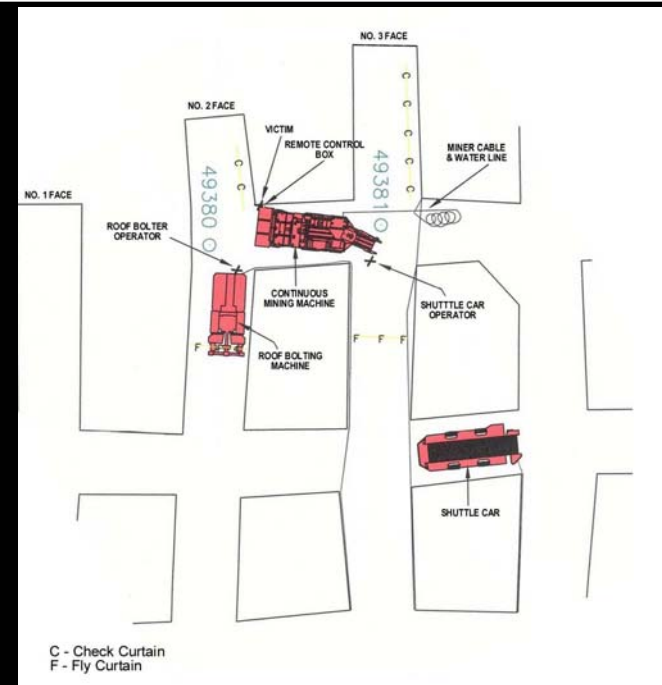 NO. 3 FACE
C
C
C
C
C
NO. 2 FACE
VICTIM
REMOTE CONTROL
BOX
MINER CABLE
& WATER LINE
C
C
49380
49381
NO. 1 FACE
ROOF BOLTER
OPERATOR
CONTINUOUS
MINING MACHINE
SHUTTTLE CAR
OPERATOR
F
ROOF BOLTING
MACHINE
F F F
SHUTTLE CAR
C - Check Curtain
F - Fly Curtain